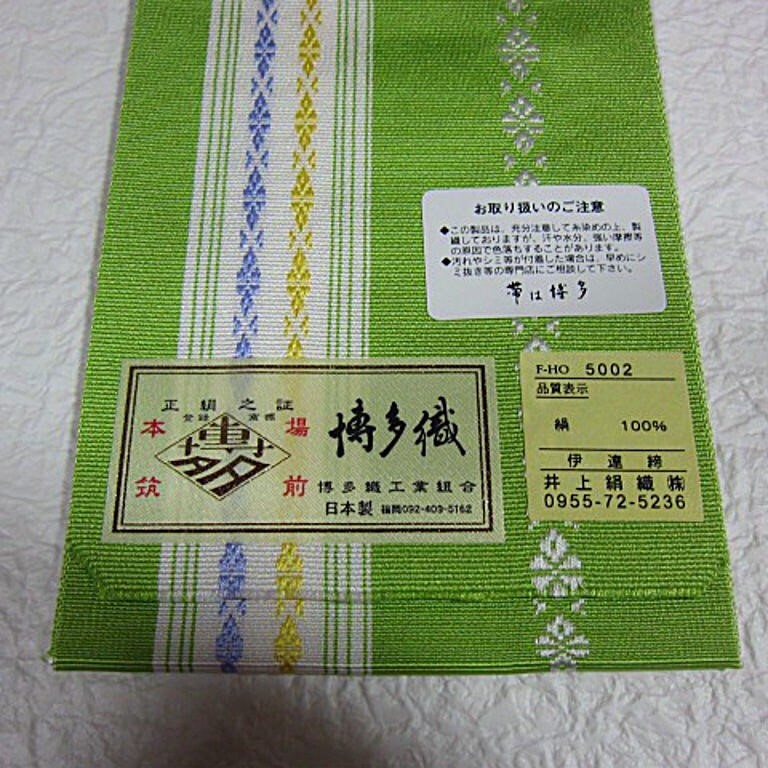 お取り扱いのご注意
◆この製品は、充分注意して糸染めの上、製
織しておりますが、汗や水分、強い摩擦等
の原因で色落ちすることがあります。
◆汚れやシミ等が付着した場合は、早めにシ
ミ抜き等の専門店にご相談して下さい。
帯は博多
正絹之証
登録 商標
本場
筑前
博多
博多織
博多織工業組合
日本製 福岡092-409-5162
F-HO 5002
品質表示
絹 100%
伊達締
井上絹織㈱
0955-72-5236